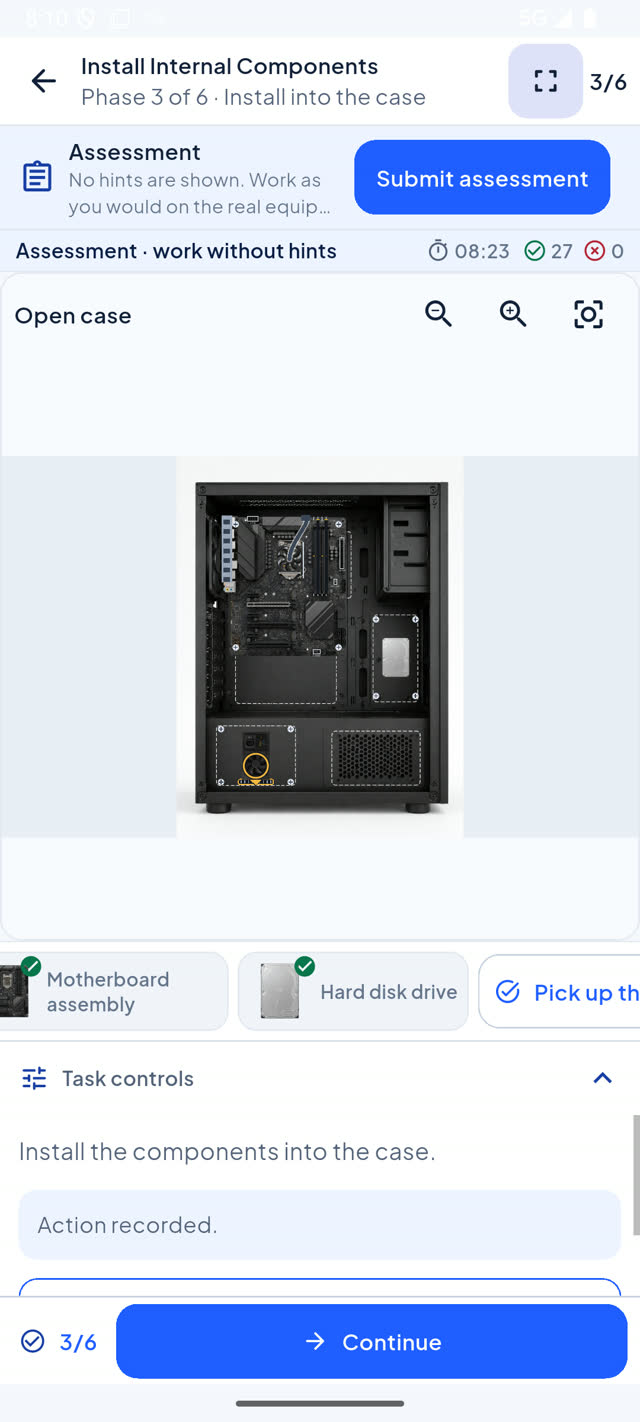 8:10
5G
Install Internal Components
Phase 3 of 6 · Install into the case
3/6
Assessment
No hints are shown. Work as
you would on the real equip...
Submit assessment
Assessment · work without hints
08:23
27
0
Open case
Motherboard
assembly
Hard disk drive
Pick up th
Task controls
Install the components into the case.
Action recorded.
3/6
Continue